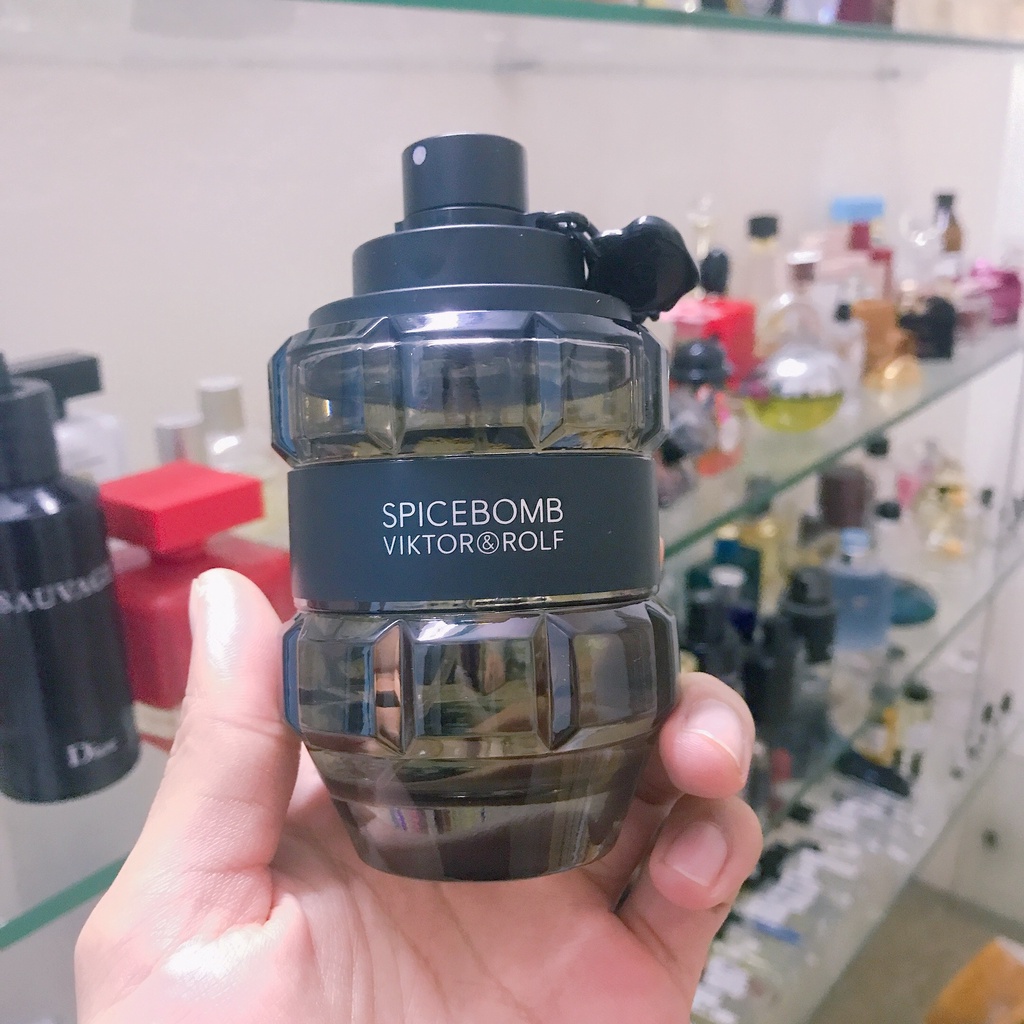 SPICEBOMB
VIKTOR&ROLF
SAUVAGE
Dior